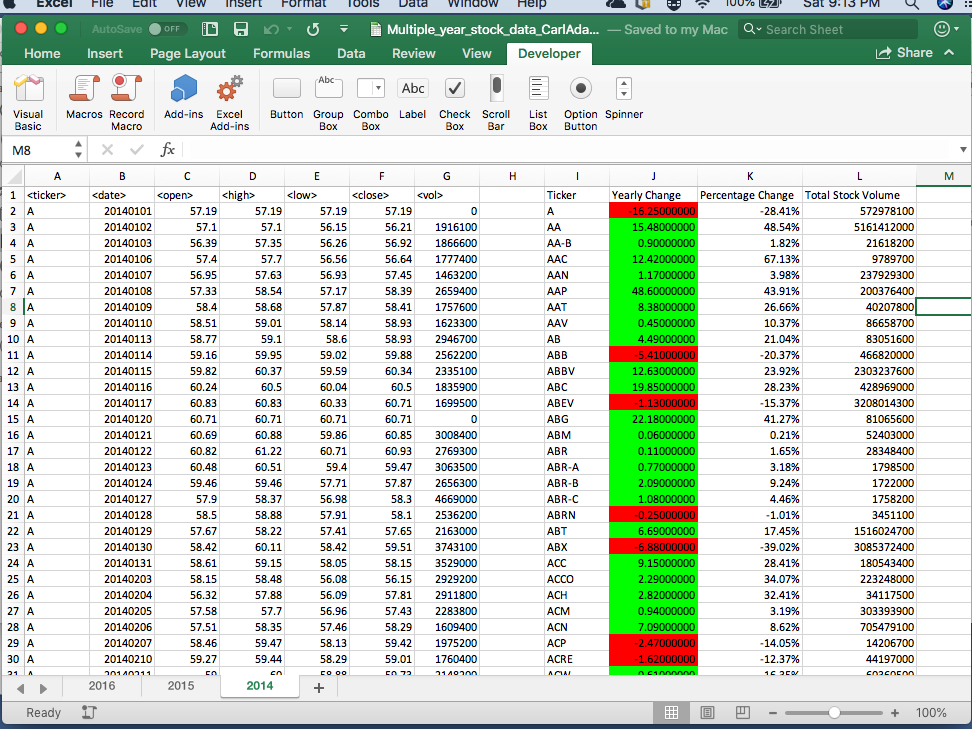 Excel File Edit View Insert Format Tools Data Window Help 100% Sat 9:13 PM
AutoSave OFF Multiple_year_stock_data_CarlAda... — Saved to my Mac Search Sheet
Home Insert Page Layout Formulas Data Review View Developer Share
Visual Basic Macros Record Macro Add-ins Excel Add-ins Button Abc Group Box Combo Box Abc Label Check Box Scroll Bar List Box Option Button Spinner
M8 fx
A B C D E F G H I J K L M
1 <ticker> <date> <open> <high> <low> <close> <vol> Ticker Yearly Change Percentage Change Total Stock Volume
2 A 20140101 57.19 57.19 57.19 57.19 0 A -16.25000000 -28.41% 572978100
3 A 20140102 57.1 57.1 56.15 56.21 1916100 AA 15.48000000 48.54% 5161412000
4 A 20140103 56.39 57.35 56.26 56.92 1866600 AA-B 0.90000000 1.82% 21618200
5 A 20140106 57.4 57.7 56.56 56.64 1777400 AAC 12.42000000 67.13% 9789700
6 A 20140107 56.95 57.63 56.93 57.45 1463200 AAN 1.17000000 3.98% 237929300
7 A 20140108 57.33 58.54 57.17 58.39 2659400 AAP 48.60000000 43.91% 200376400
8 A 20140109 58.4 58.68 57.87 58.41 1757600 AAT 8.38000000 26.66% 40207800
9 A 20140110 58.51 59.01 58.14 58.93 1623300 AAV 0.45000000 10.37% 86658700
10 A 20140113 58.77 59.1 58.6 58.93 2946700 AB 4.49000000 21.04% 83051600
11 A 20140114 59.16 59.95 59.02 59.88 2562200 ABB -5.41000000 -20.37% 466820000
12 A 20140115 59.82 60.37 59.59 60.34 2335100 ABBV 12.63000000 23.92% 2303237600
13 A 20140116 60.24 60.5 60.04 60.5 1835900 ABC 19.85000000 28.23% 428969000
14 A 20140117 60.83 60.83 60.33 60.71 1699500 ABEV -1.13000000 -15.37% 3208014300
15 A 20140120 60.71 60.71 60.71 60.71 0 ABG 22.18000000 41.27% 81065600
16 A 20140121 60.69 60.88 59.86 60.85 3008400 ABM 0.06000000 0.21% 52403000
17 A 20140122 60.82 61.22 60.71 60.93 2769300 ABR 0.11000000 1.65% 28348400
18 A 20140123 60.48 60.51 59.4 59.47 3063500 ABR-A 0.77000000 3.18% 1798500
19 A 20140124 59.46 59.46 57.71 57.87 2656300 ABR-B 2.09000000 9.24% 1722000
20 A 20140127 57.9 58.37 56.98 58.3 4669000 ABR-C 1.08000000 4.46% 1758200
21 A 20140128 58.5 58.88 57.91 58.1 2536200 ABRN -0.25000000 -1.01% 3451100
22 A 20140129 57.67 58.22 57.41 57.65 2163000 ABT 6.69000000 17.45% 1516024700
23 A 20140130 58.42 60.11 58.42 59.51 3743100 ABX -6.88000000 -39.02% 3085372400
24 A 20140131 58.61 59.15 58.05 58.15 3529000 ACC 9.15000000 28.41% 180543400
25 A 20140203 58.15 58.48 56.08 56.15 2929200 ACCO 2.29000000 34.07% 223248000
26 A 20140204 56.32 57.88 56.09 57.81 2911800 ACH 2.82000000 32.41% 34117500
27 A 20140205 57.58 57.7 56.96 57.43 2283800 ACM 0.94000000 3.19% 303393900
28 A 20140206 57.51 58.35 57.46 58.29 1609400 ACN 7.09000000 8.62% 705479100
29 A 20140207 58.46 59.47 58.13 59.42 1975200 ACP -2.47000000 -14.05% 14206700
30 A 20140210 59.27 59.44 58.29 59.01 1760400 ACRE -1.62000000 -12.37% 44197000
2016 2015 2014 +
Ready 100%